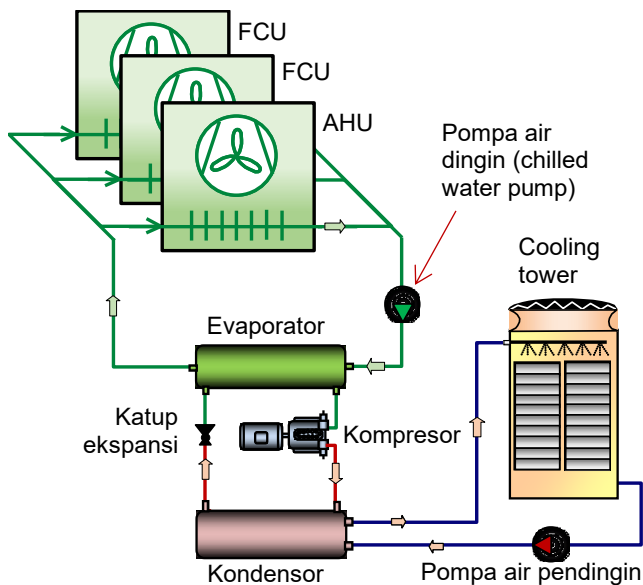 FCU
FCU
AHU
Pompa air
dingin (chilled
water pump)
Cooling
tower
Evaporator
Katup
ekspansi
Kompresor
Kondensor
Pompa air pendingin